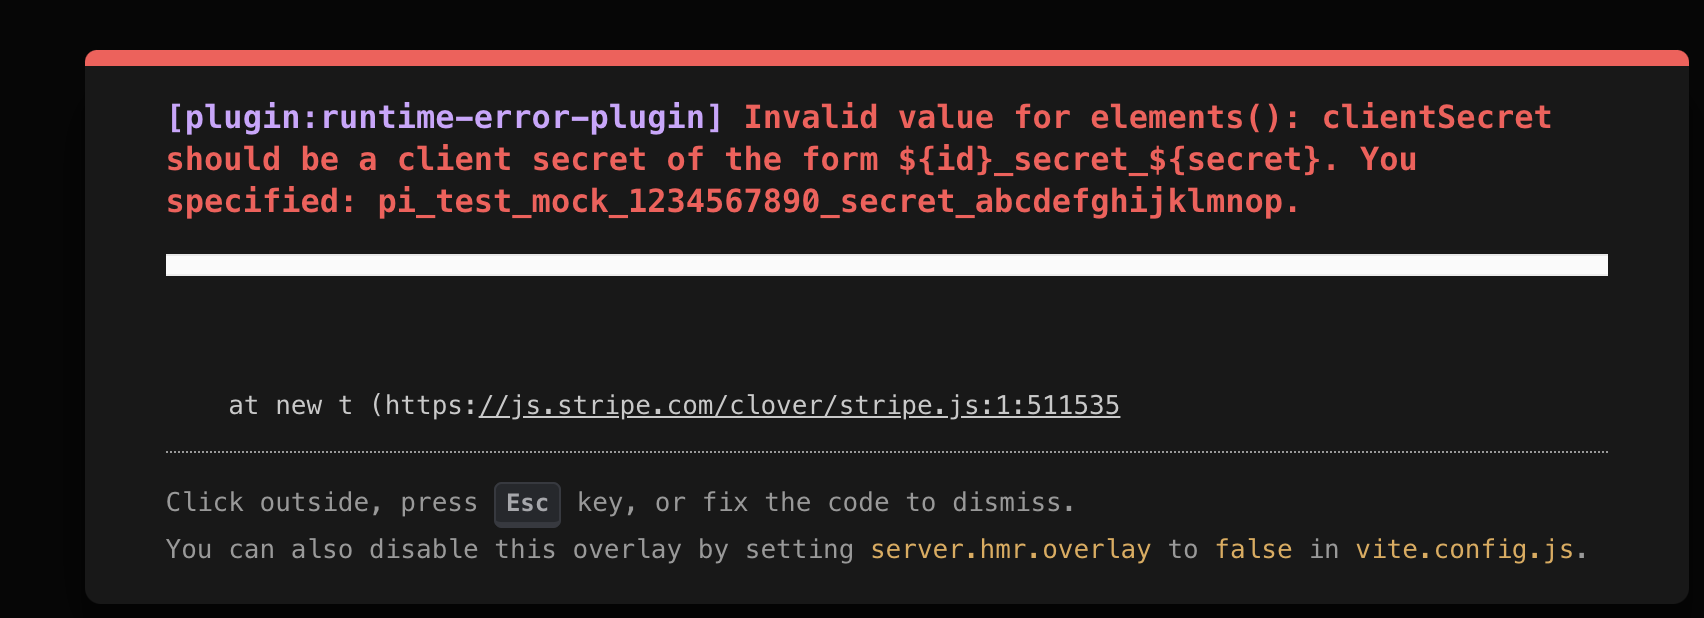 [plugin:runtime-error-plugin] Invalid value for elements(): clientSecret
should be a client secret of the form ${id}_secret_${secret}. You
specified: pi_test_mock_1234567890_secret_abcdefghijklmnop.
at new t (https://js.stripe.com/clover/stripe.js:1:511535
Click outside, press Esc key, or fix the code to dismiss.
You can also disable this overlay by setting server.hmr.overlay to false in vite.config.js.